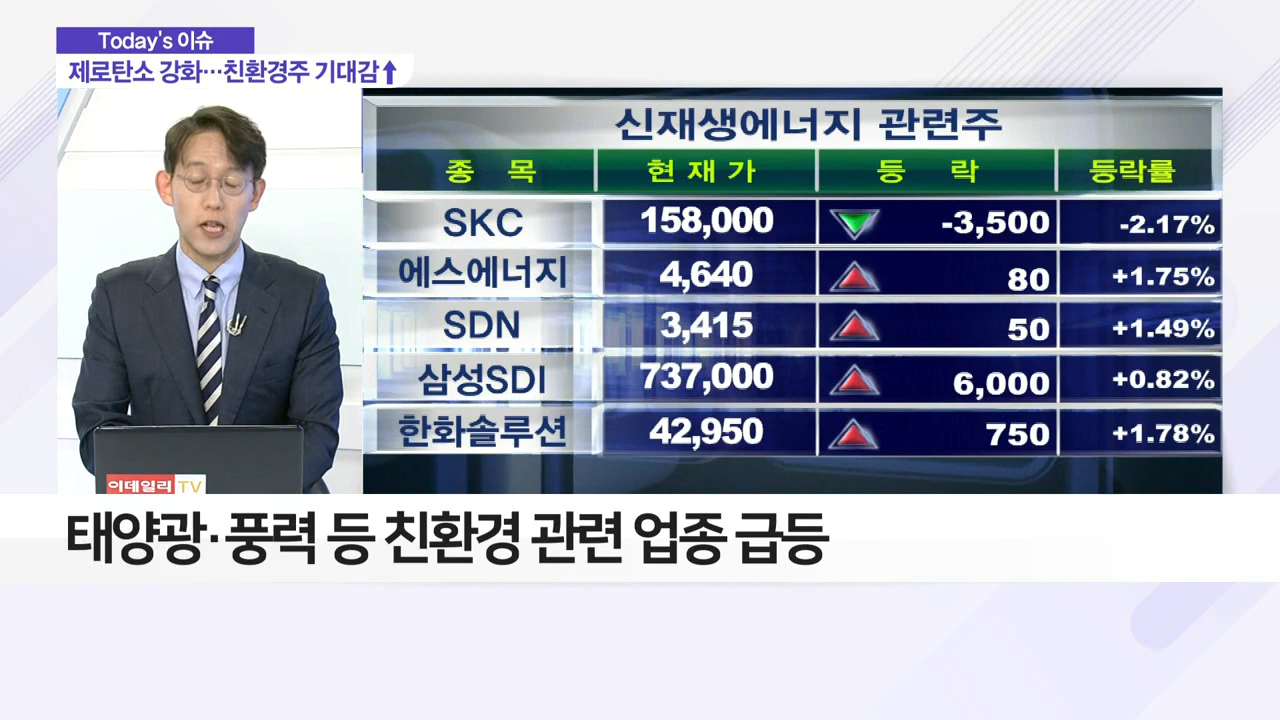 Today's 이슈
제로탄소 강화…친환경주 기대감⬆
신재생에너지 관련주
종 목 현 재 가 등 락 등락률
SKC 158,000 ▼ -3,500 -2.17%
에스에너지 4,640 ▲ 80 +1.75%
SDN 3,415 ▲ 50 +1.49%
삼성SDI 737,000 ▲ 6,000 +0.82%
한화솔루션 42,950 ▲ 750 +1.78%
이데일리 TV
태양광·풍력 등 친환경 관련 업종 급등